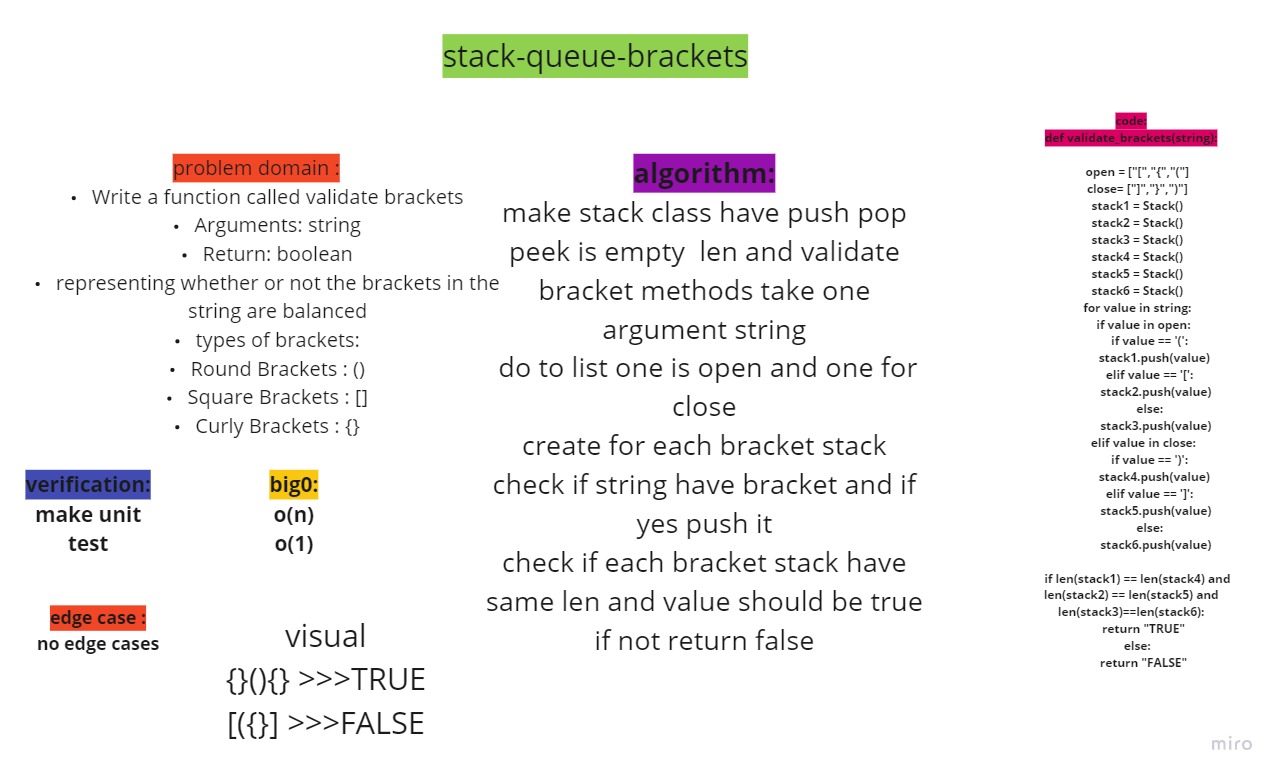 stack-queue-brackets
problem domain :
• Write a function called validate brackets
• Arguments: string
• Return: boolean
• representing whether or not the brackets in the
string are balanced
• types of brackets:
• Round Brackets : ()
• Square Brackets : []
• Curly Brackets : {}
verification:
make unit
test
big0:
o(n)
o(1)
edge case :
no edge cases
visual
{}(){} >>>TRUE
[({}] >>>FALSE
algorithm:
make stack class have push pop
peek is empty len and validate
bracket methods take one
argument string
do to list one is open and one for
close
create for each bracket stack
check if string have bracket and if
yes push it
check if each bracket stack have
same len and value should be true
if not return false
code:
def validate_brackets(string):
open = ["[","{","("]
close= ["]","}",")"]
stack1 = Stack()
stack2 = Stack()
stack3 = Stack()
stack4 = Stack()
stack5 = Stack()
stack6 = Stack()
for value in string:
if value in open:
if value == '(':
stack1.push(value)
elif value == '[':
stack2.push(value)
else:
stack3.push(value)
elif value in close:
if value == ')':
stack4.push(value)
elif value == ']':
stack5.push(value)
else:
stack6.push(value)
if len(stack1) == len(stack4) and
len(stack2) == len(stack5) and
len(stack3)==len(stack6):
return "TRUE"
else:
return "FALSE"
miro